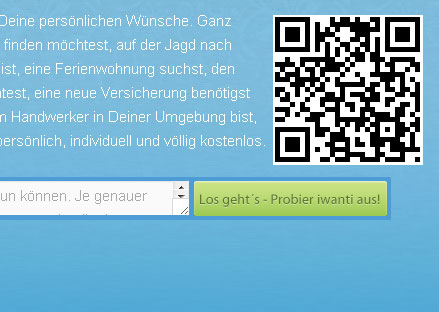 Deine persönlichen Wünsche. Ganz
finden möchtest, auf der Jagd nach
ist, eine Ferienwohnung suchst, den
eine neue Versicherung benötigst
Handwerker in Deiner Umgebung bist,
persönlich, individuell und völlig kostenlos.
un können. Je genauer
Los geht´s - Probier iwanti aus!